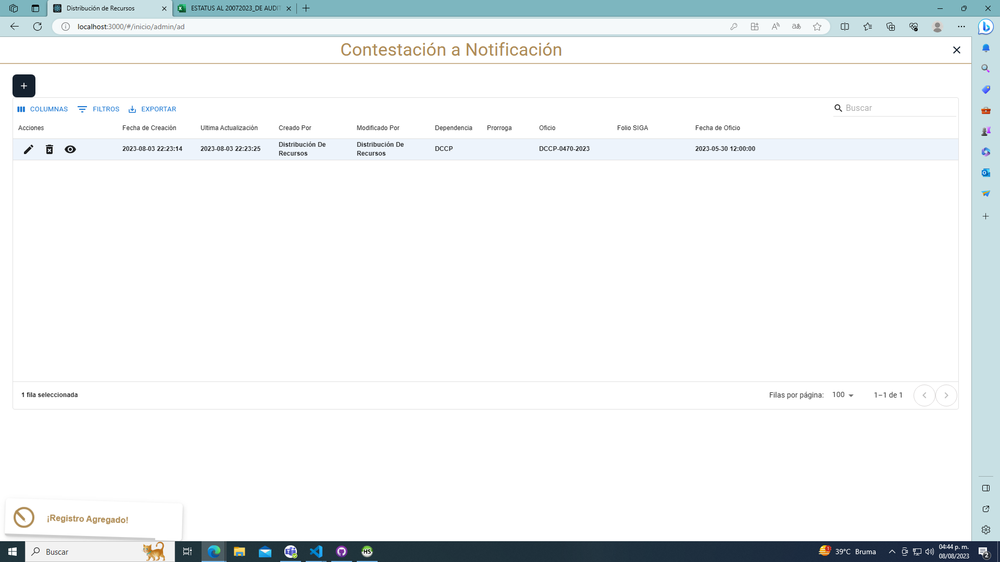 Distribución de Recursos
ESTATUS AL 20072023_DE AUDIT
localhost:3000/#/inicio/admin/ad
Contestación a Notificación
COLUMNAS FILTROS EXPORTAR Buscar
Acciones Fecha de Creación Ultima Actualización Creado Por Modificado Por Dependencia Prorroga Oficio Folio SIGA Fecha de Oficio
2023-08-03 22:23:14 2023-08-03 22:23:25 Distribución De Recursos Distribución De Recursos DCCP DCCP-0470-2023 2023-05-30 12:00:00
1 fila seleccionada Filas por página: 100 1–1 de 1
¡Registro Agregado!
Buscar
HS
1
39°C Bruma
04:44 p. m.
08/08/2023
2